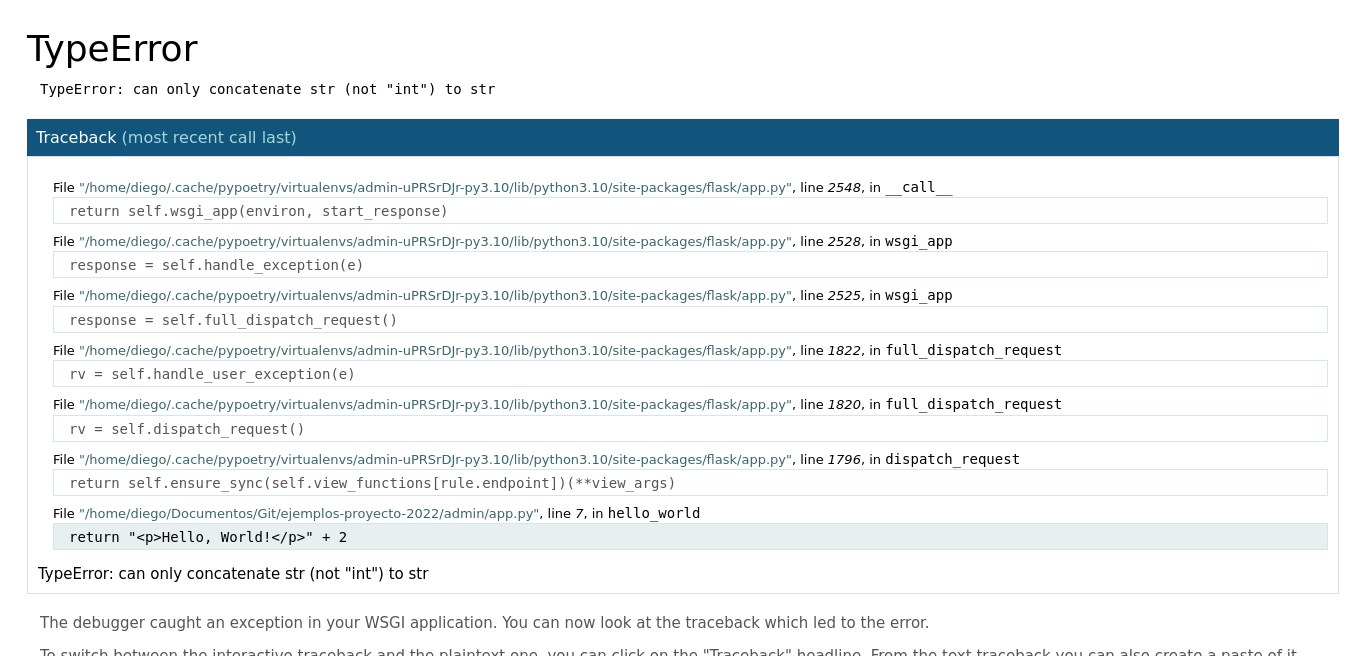 TypeError
TypeError: can only concatenate str (not "int") to str
Traceback (most recent call last)
File "/home/diego/.cache/pypoetry/virtualenvs/admin-uPRSrDJr-py3.10/lib/python3.10/site-packages/flask/app.py", line 2548, in __call__
return self.wsgi_app(environ, start_response)
File "/home/diego/.cache/pypoetry/virtualenvs/admin-uPRSrDJr-py3.10/lib/python3.10/site-packages/flask/app.py", line 2528, in wsgi_app
response = self.handle_exception(e)
File "/home/diego/.cache/pypoetry/virtualenvs/admin-uPRSrDJr-py3.10/lib/python3.10/site-packages/flask/app.py", line 2525, in wsgi_app
response = self.full_dispatch_request()
File "/home/diego/.cache/pypoetry/virtualenvs/admin-uPRSrDJr-py3.10/lib/python3.10/site-packages/flask/app.py", line 1822, in full_dispatch_request
rv = self.handle_user_exception(e)
File "/home/diego/.cache/pypoetry/virtualenvs/admin-uPRSrDJr-py3.10/lib/python3.10/site-packages/flask/app.py", line 1820, in full_dispatch_request
rv = self.dispatch_request()
File "/home/diego/.cache/pypoetry/virtualenvs/admin-uPRSrDJr-py3.10/lib/python3.10/site-packages/flask/app.py", line 1796, in dispatch_request
return self.ensure_sync(self.view_functions[rule.endpoint])(**view_args)
File "/home/diego/Documentos/Git/ejemplos-proyecto-2022/admin/app.py", line 7, in hello_world
return "<p>Hello, World!</p>" + 2
TypeError: can only concatenate str (not "int") to str
The debugger caught an exception in your WSGI application. You can now look at the traceback which led to the error.
To switch between the interactive traceback and the plaintext one, you can click on the "Traceback" headline. From the text traceback you can also create a paste of it.